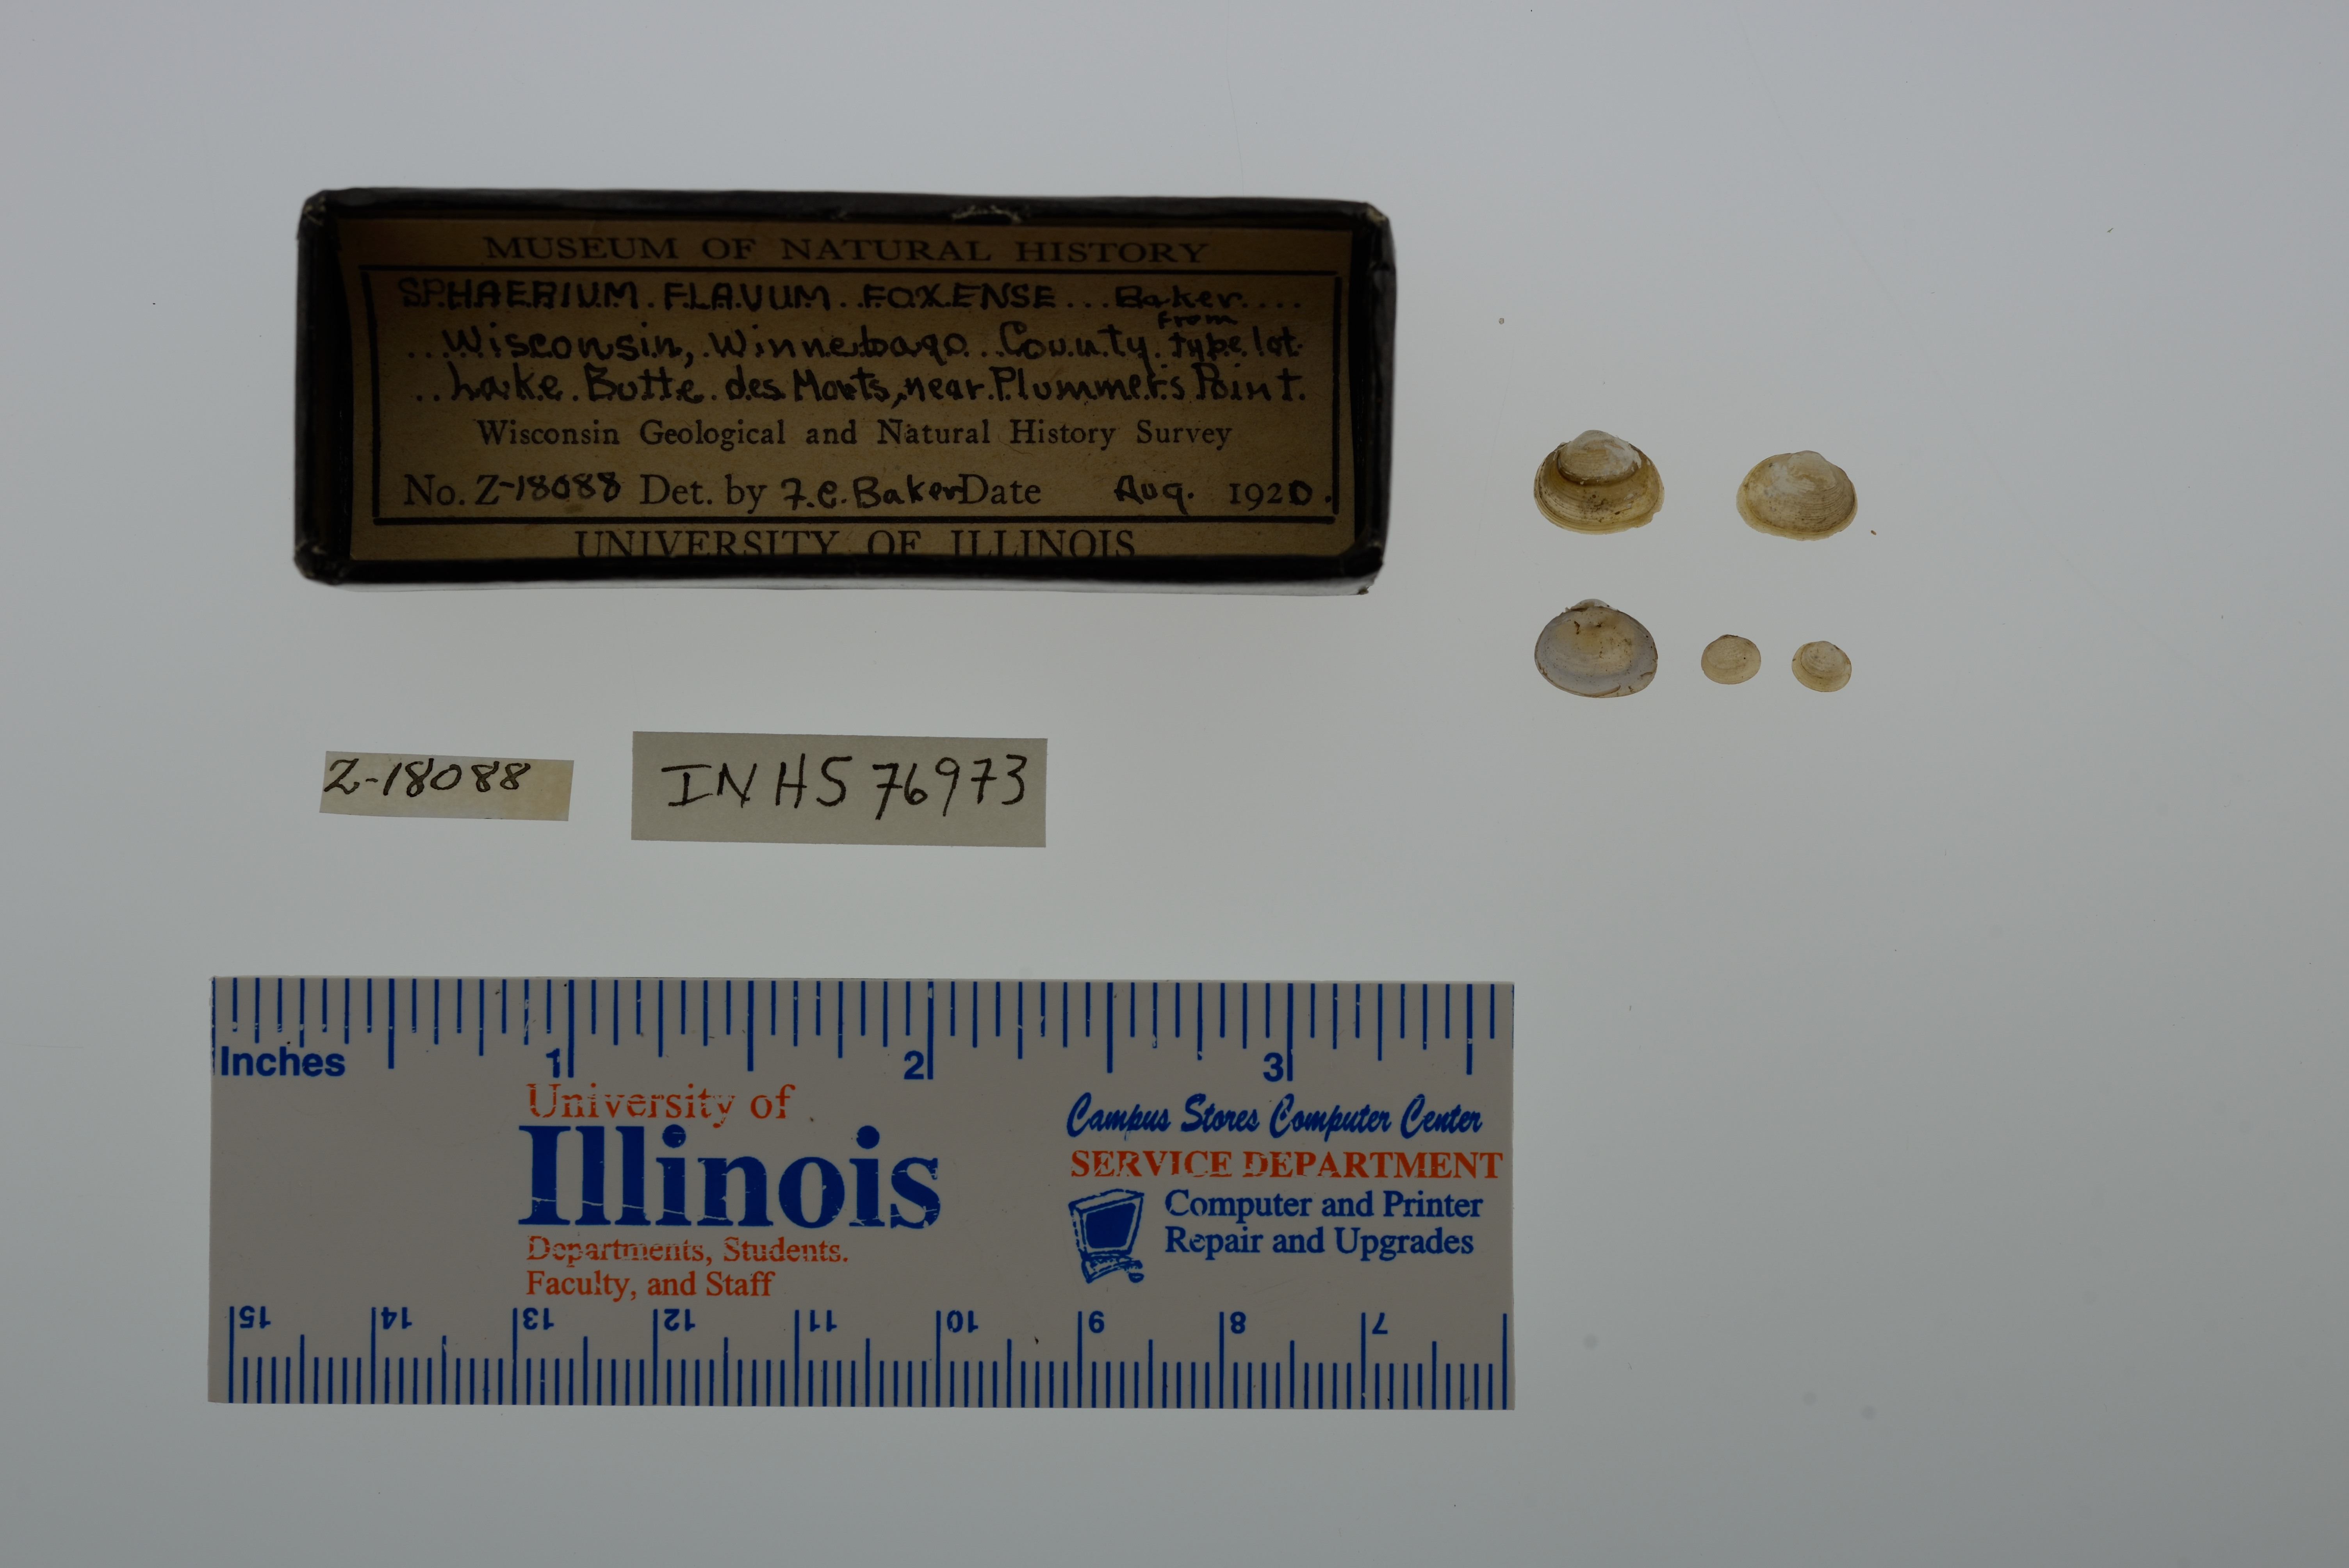 MUSEUM OF NATURAL HISTORY
SPHAERIUM. FLAVUM. FOXENSE...Baker....
from
...Wisconsin, Winnebago..County. type lot.
..Lake. Butte. des Morts, near. Plummer's Point.
Wisconsin Geological and Natural History Survey
No. Z-18088 Det. by F.C. Baker Date Aug. 1920.
UNIVERSITY OF ILLINOIS
Z-18088
INHS 76973
Inches 1 2 3
University of
Illinois
Departments, Students.
Faculty, and Staff
Campus Stores Computer Center
SERVICE DEPARTMENT
Computer and Printer
Repair and Upgrades
15 14 13 12 11 10 9 8 7